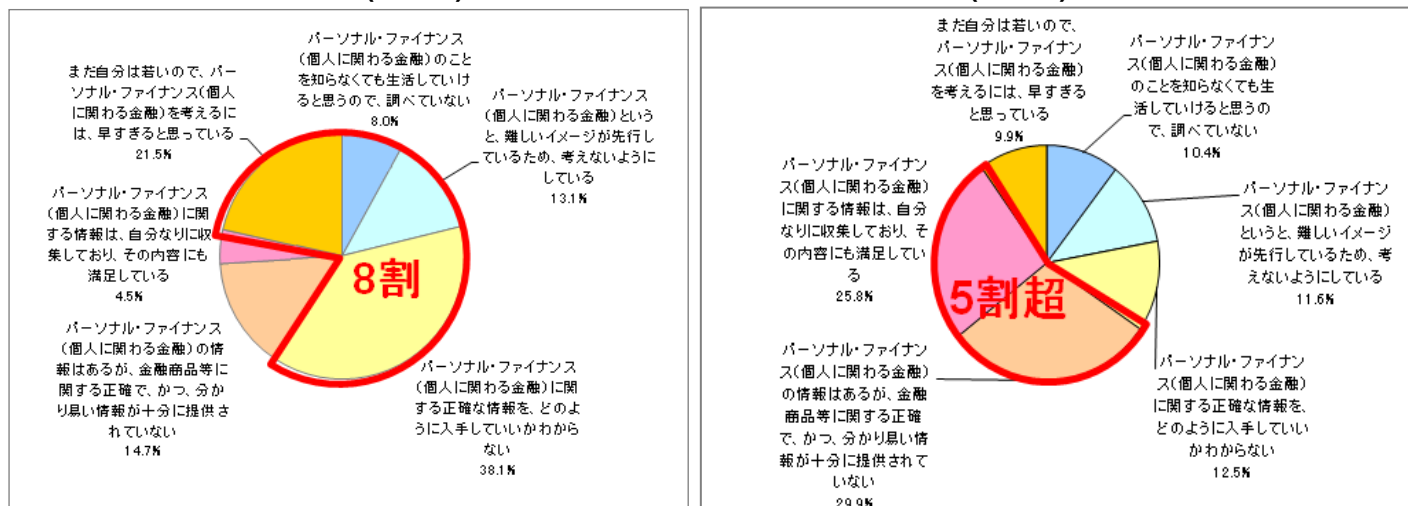 パーソナル・ファイナンス
(個人に関わる金融)のこと
を知らなくても生活していけ
ると思うので、調べていない
8.0%
パーソナル・ファイナンス
(個人に関わる金融)という
と、難しいイメージが先行し
ているため、考えないように
している
13.1%
パーソナル・ファイナンス
(個人に関わる金融)に関
する正確な情報を、どのよ
うに入手していいかわから
ない
38.1%
パーソナル・ファイナンス
(個人に関わる金融)の情
報はあるが、金融商品等に
関する正確で、かつ、分か
り易い情報が十分に提供さ
れていない
14.7%
パーソナル・ファイナンス
(個人に関わる金融)に関
する情報は、自分なりに収
集しており、その内容にも
満足している
4.5%
まだ自分は若いので、パー
ソナル・ファイナンス(個人
に関わる金融)を考えるに
は、早すぎると思っている
21.5%
8割
パーソナル・ファイナン
ス(個人に関わる金融)
のことを知らなくても生
活していけると思うの
で、調べていない
10.4%
パーソナル・ファイナン
ス(個人に関わる金融)
というと、難しいイメージ
が先行しているため、考
えないようにしている
11.6%
パーソナル・ファイナン
ス(個人に関わる金融)
に関する正確な情報を、
どのように入手していい
かわからない
12.5%
パーソナル・ファイナン
ス(個人に関わる金融)
の情報はあるが、金融
商品等に関する正確
で、かつ、分かり易い情
報が十分に提供されて
いない
29.9%
パーソナル・ファイナン
ス(個人に関わる金融)
に関する情報は、自分
なりに収集しており、そ
の内容にも満足してい
る
25.8%
まだ自分は若いので、
パーソナル・ファイナン
ス(個人に関わる金融)
を考えるには、早すぎる
と思っている
9.9%
5割超